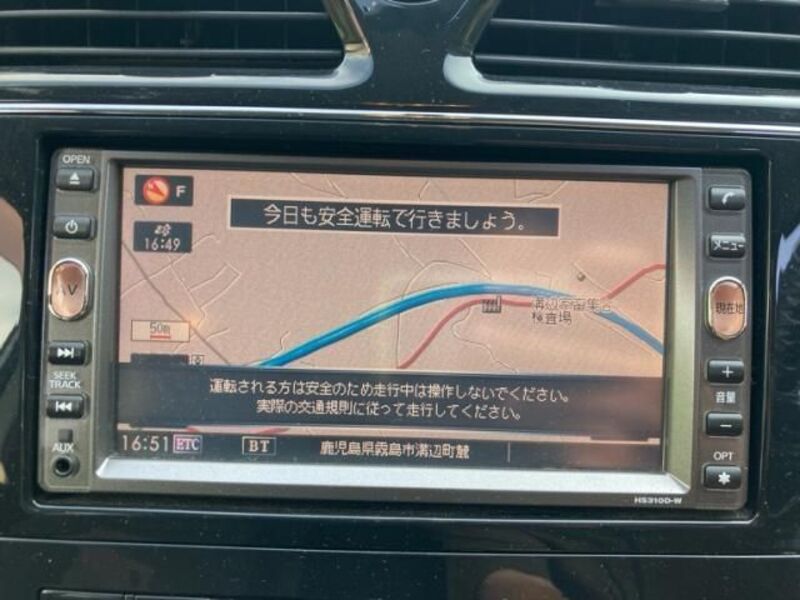 OPEN
F
今日も安全運転で行きましょう。
16:49
メニュー
AV
現在地
50m
検査場
SEEK
TRACK
運転される方は安全のため走行中は操作しないでください。
実際の交通規則に従って走行してください。
+
音量
−
AUX
16:51 ETC BT 鹿児島県霧島市溝辺町麓
OPT
HS310D-W